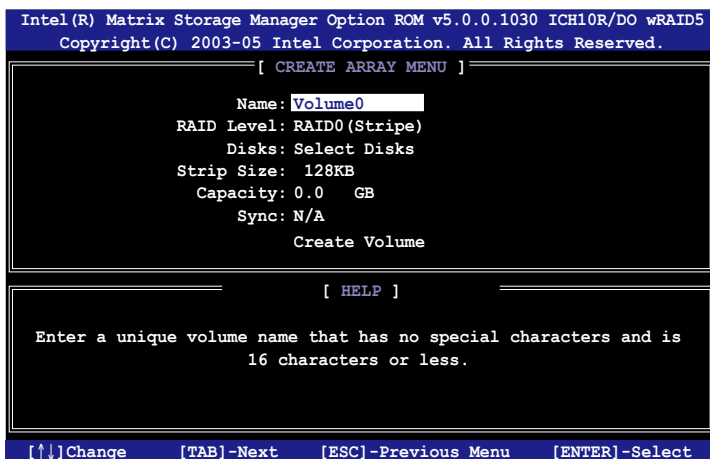 Intel(R) Matrix Storage Manager Option ROM v5.0.0.1030 ICH10R/DO wRAID5
Copyright(C) 2003-05 Intel Corporation. All Rights Reserved.
[ CREATE ARRAY MENU ]
Name: Volume0
RAID Level: RAID0(Stripe)
Disks: Select Disks
Strip Size: 128KB
Capacity: 0.0 GB
Sync: N/A
Create Volume
[ HELP ]
Enter a unique volume name that has no special characters and is
16 characters or less.
[↑↓]Change [TAB]-Next [ESC]-Previous Menu [ENTER]-Select